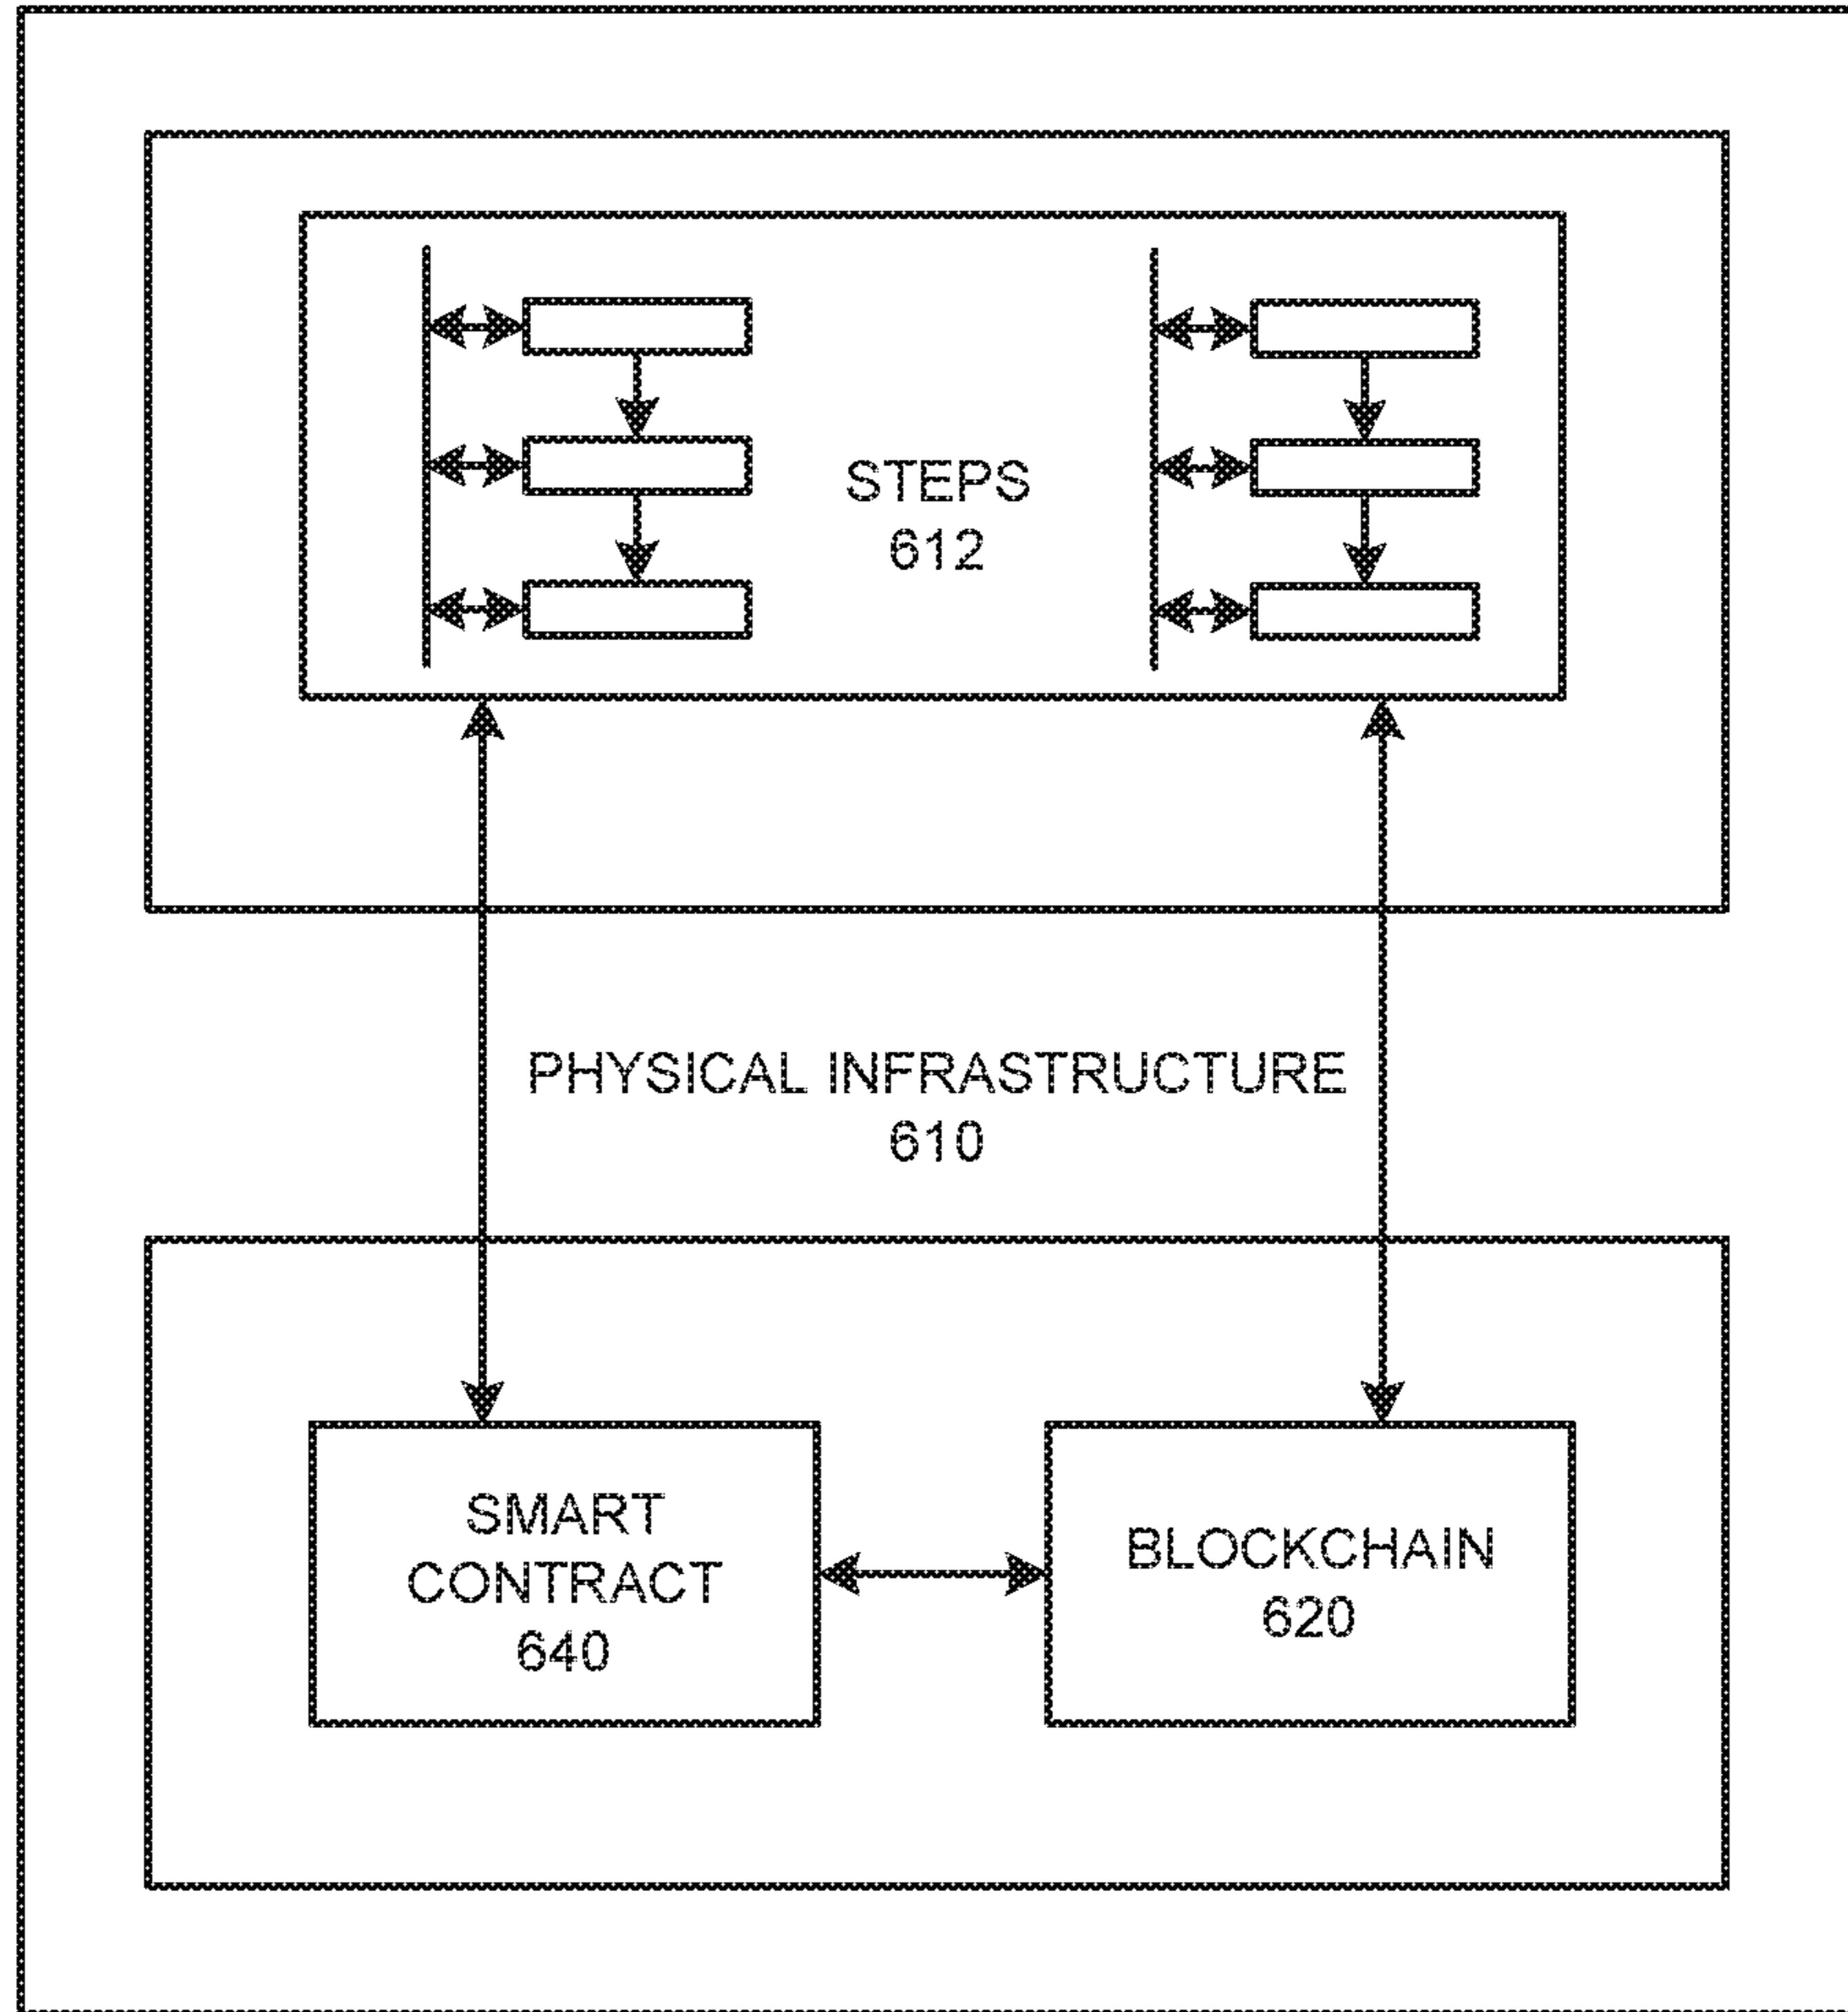 STEPS
612
PHYSICAL INFRASTRUCTURE
610
SMART
CONTRACT
640
BLOCKCHAIN
620